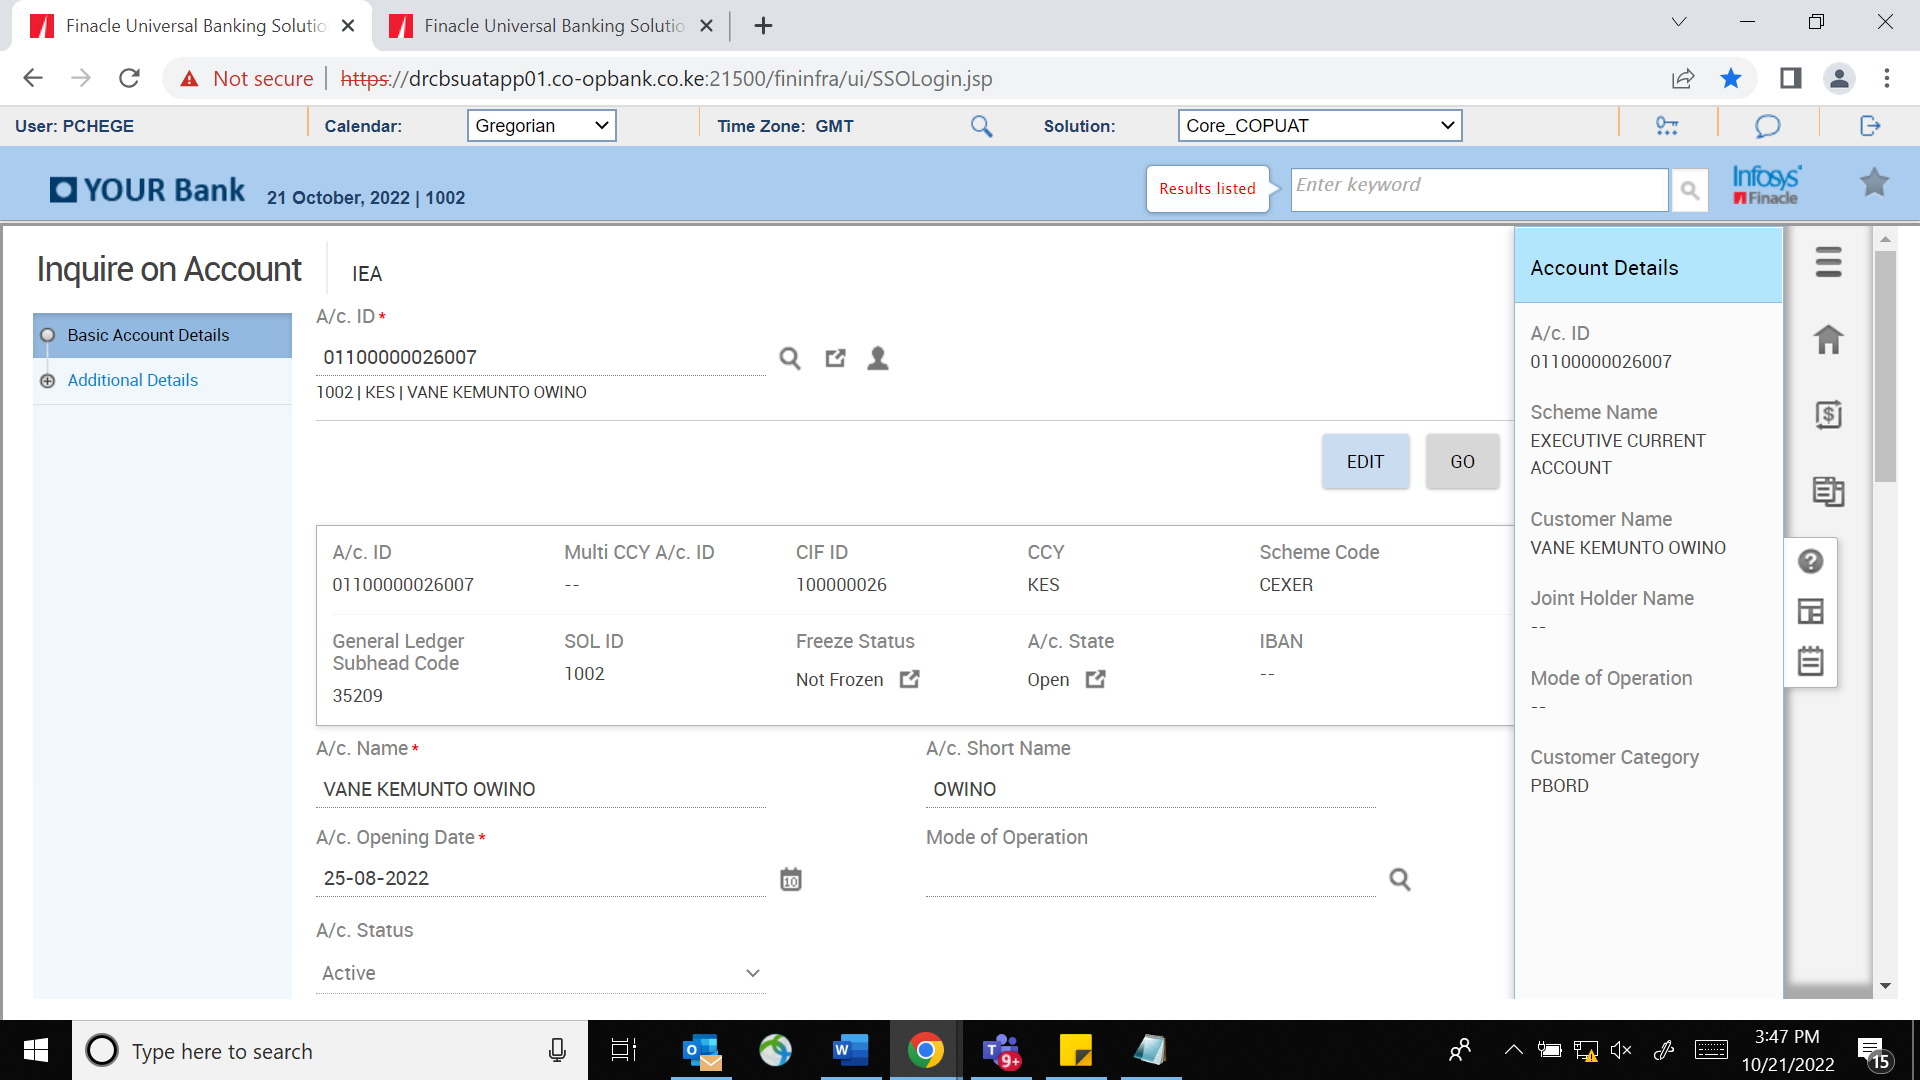 Finacle Universal Banking Solutio
Finacle Universal Banking Solutio
Not secure https://drcbsuatapp01.co-opbank.co.ke:21500/fininfra/ui/SSOLogin.jsp
User: PCHEGE Calendar: Gregorian Time Zone: GMT Solution: Core_COPUAT
YOUR Bank 21 October, 2022 | 1002 Results listed Enter keyword Infosys Finacle
Inquire on Account IEA
Basic Account Details
Additional Details
A/c. ID *
01100000026007
1002 | KES | VANE KEMUNTO OWINO
EDIT GO
A/c. ID Multi CCY A/c. ID CIF ID CCY Scheme Code
01100000026007 -- 100000026 KES CEXER
General Ledger Subhead Code SOL ID Freeze Status A/c. State IBAN
35209 1002 Not Frozen Open --
A/c. Name * A/c. Short Name
VANE KEMUNTO OWINO OWINO
A/c. Opening Date * Mode of Operation
25-08-2022 10
A/c. Status
Active
Account Details
A/c. ID
01100000026007
Scheme Name
EXECUTIVE CURRENT
ACCOUNT
Customer Name
VANE KEMUNTO OWINO
Joint Holder Name
--
Mode of Operation
--
Customer Category
PBORD
Type here to search
9+
3:47 PM
10/21/2022
15